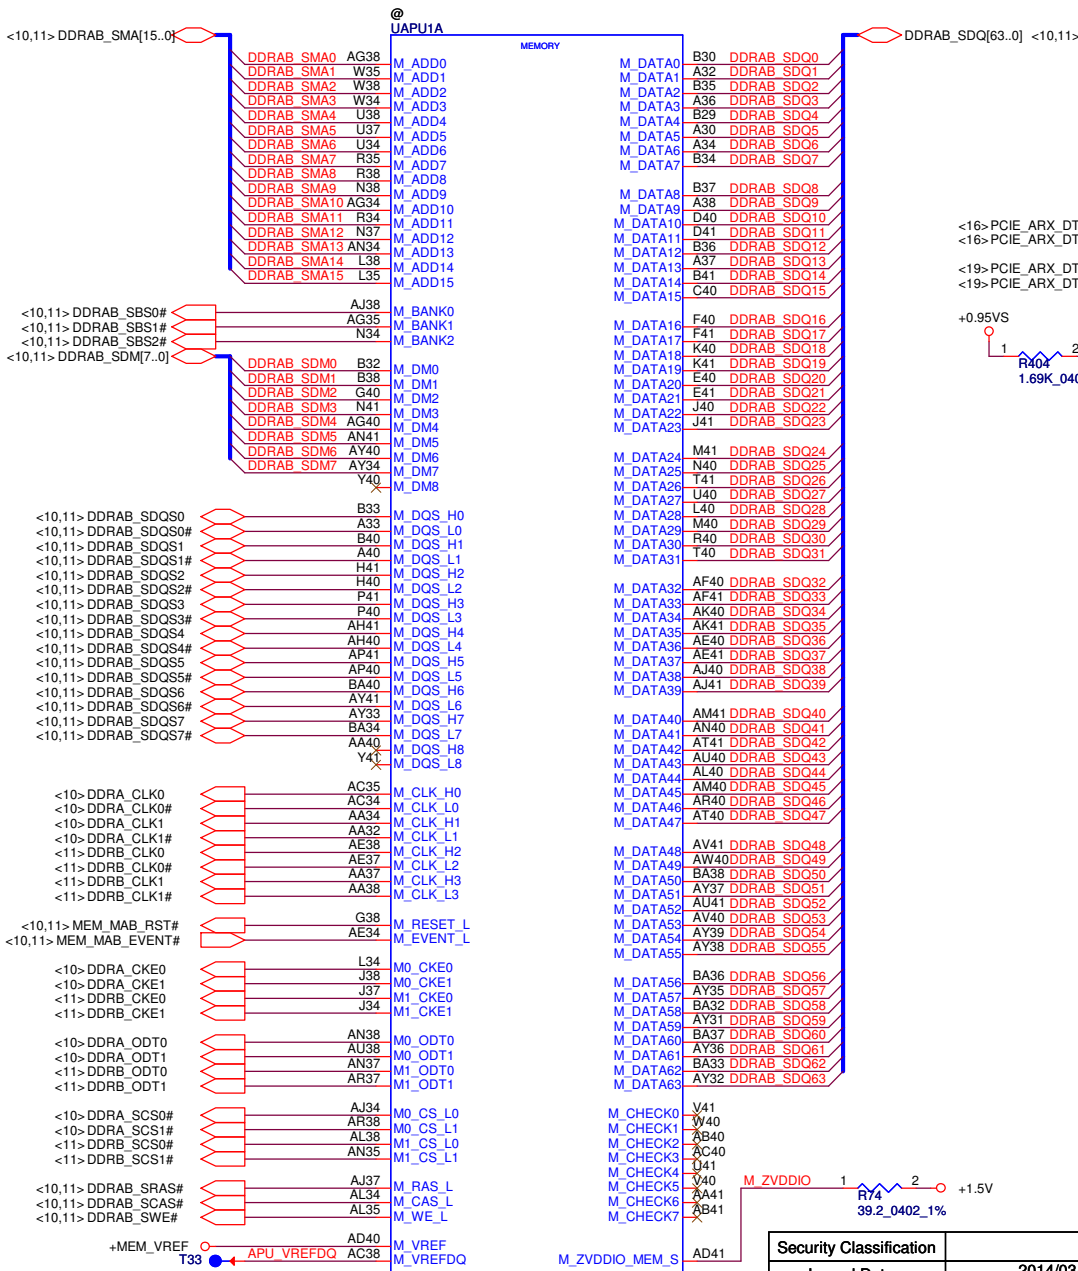 @
UAPU1A
MEMORY
<10,11> DDRAB_SMA[15..0]
DDRAB_SDQ[63..0] <10,11>
DDRAB_SMA0 AG38 M_ADD0
DDRAB_SMA1 W35 M_ADD1
DDRAB_SMA2 W38 M_ADD2
DDRAB_SMA3 W34 M_ADD3
DDRAB_SMA4 U38 M_ADD4
DDRAB_SMA5 U37 M_ADD5
DDRAB_SMA6 U34 M_ADD6
DDRAB_SMA7 R35 M_ADD7
DDRAB_SMA8 R38 M_ADD8
DDRAB_SMA9 N38 M_ADD9
DDRAB_SMA10 AG34 M_ADD10
DDRAB_SMA11 R34 M_ADD11
DDRAB_SMA12 N37 M_ADD12
DDRAB_SMA13 AN34 M_ADD13
DDRAB_SMA14 L38 M_ADD14
DDRAB_SMA15 L35 M_ADD15
<10,11> DDRAB_SBS0# AJ38 M_BANK0
<10,11> DDRAB_SBS1# AG35 M_BANK1
<10,11> DDRAB_SBS2# N34 M_BANK2
<10,11> DDRAB_SDM[7..0]
DDRAB_SDM0 B32 M_DM0
DDRAB_SDM1 B38 M_DM1
DDRAB_SDM2 G40 M_DM2
DDRAB_SDM3 N41 M_DM3
DDRAB_SDM4 AG40 M_DM4
DDRAB_SDM5 AN41 M_DM5
DDRAB_SDM6 AY40 M_DM6
DDRAB_SDM7 AY34 M_DM7
Y40 M_DM8
<10,11> DDRAB_SDQS0 B33 M_DQS_H0
<10,11> DDRAB_SDQS0# A33 M_DQS_L0
<10,11> DDRAB_SDQS1 B40 M_DQS_H1
<10,11> DDRAB_SDQS1# A40 M_DQS_L1
<10,11> DDRAB_SDQS2 H41 M_DQS_H2
<10,11> DDRAB_SDQS2# H40 M_DQS_L2
<10,11> DDRAB_SDQS3 P41 M_DQS_H3
<10,11> DDRAB_SDQS3# P40 M_DQS_L3
<10,11> DDRAB_SDQS4 AH41 M_DQS_H4
<10,11> DDRAB_SDQS4# AH40 M_DQS_L4
<10,11> DDRAB_SDQS5 AP41 M_DQS_H5
<10,11> DDRAB_SDQS5# AP40 M_DQS_L5
<10,11> DDRAB_SDQS6 BA40 M_DQS_H6
<10,11> DDRAB_SDQS6# AY41 M_DQS_L6
<10,11> DDRAB_SDQS7 AY33 M_DQS_H7
<10,11> DDRAB_SDQS7# BA34 M_DQS_L7
AA40 M_DQS_H8
Y41 M_DQS_L8
<10> DDRA_CLK0 AC35 M_CLK_H0
<10> DDRA_CLK0# AC34 M_CLK_L0
<10> DDRA_CLK1 AA34 M_CLK_H1
<10> DDRA_CLK1# AA32 M_CLK_L1
<11> DDRB_CLK0 AE38 M_CLK_H2
<11> DDRB_CLK0# AE37 M_CLK_L2
<11> DDRB_CLK1 AA37 M_CLK_H3
<11> DDRB_CLK1# AA38 M_CLK_L3
<10,11> MEM_MAB_RST# G38 M_RESET_L
<10,11> MEM_MAB_EVENT# AE34 M_EVENT_L
<10> DDRA_CKE0 L34 M0_CKE0
<10> DDRA_CKE1 J38 M0_CKE1
<11> DDRB_CKE0 J37 M1_CKE0
<11> DDRB_CKE1 J34 M1_CKE1
<10> DDRA_ODT0 AN38 M0_ODT0
<10> DDRA_ODT1 AU38 M0_ODT1
<11> DDRB_ODT0 AN37 M1_ODT0
<11> DDRB_ODT1 AR37 M1_ODT1
<10> DDRA_SCS0# AJ34 M0_CS_L0
<10> DDRA_SCS1# AR38 M0_CS_L1
<11> DDRB_SCS0# AL38 M1_CS_L0
<11> DDRB_SCS1# AN35 M1_CS_L1
<10,11> DDRAB_SRAS# AJ37 M_RAS_L
<10,11> DDRAB_SCAS# AL34 M_CAS_L
<10,11> DDRAB_SWE# AL35 M_WE_L
+MEM_VREF AD40 M_VREF
T33 APU_VREFDQ AC38 M_VREFDQ
M_DATA0 B30 DDRAB_SDQ0
M_DATA1 A32 DDRAB_SDQ1
M_DATA2 B35 DDRAB_SDQ2
M_DATA3 A36 DDRAB_SDQ3
M_DATA4 B29 DDRAB_SDQ4
M_DATA5 A30 DDRAB_SDQ5
M_DATA6 A34 DDRAB_SDQ6
M_DATA7 B34 DDRAB_SDQ7
M_DATA8 B37 DDRAB_SDQ8
M_DATA9 A38 DDRAB_SDQ9
M_DATA10 D40 DDRAB_SDQ10
M_DATA11 D41 DDRAB_SDQ11
M_DATA12 B36 DDRAB_SDQ12
M_DATA13 A37 DDRAB_SDQ13
M_DATA14 B41 DDRAB_SDQ14
M_DATA15 C40 DDRAB_SDQ15
M_DATA16 F40 DDRAB_SDQ16
M_DATA17 F41 DDRAB_SDQ17
M_DATA18 K40 DDRAB_SDQ18
M_DATA19 K41 DDRAB_SDQ19
M_DATA20 E40 DDRAB_SDQ20
M_DATA21 E41 DDRAB_SDQ21
M_DATA22 J40 DDRAB_SDQ22
M_DATA23 J41 DDRAB_SDQ23
M_DATA24 M41 DDRAB_SDQ24
M_DATA25 N40 DDRAB_SDQ25
M_DATA26 T41 DDRAB_SDQ26
M_DATA27 U40 DDRAB_SDQ27
M_DATA28 L40 DDRAB_SDQ28
M_DATA29 M40 DDRAB_SDQ29
M_DATA30 R40 DDRAB_SDQ30
M_DATA31 T40 DDRAB_SDQ31
M_DATA32 AF40 DDRAB_SDQ32
M_DATA33 AF41 DDRAB_SDQ33
M_DATA34 AK40 DDRAB_SDQ34
M_DATA35 AK41 DDRAB_SDQ35
M_DATA36 AE40 DDRAB_SDQ36
M_DATA37 AE41 DDRAB_SDQ37
M_DATA38 AJ40 DDRAB_SDQ38
M_DATA39 AJ41 DDRAB_SDQ39
M_DATA40 AM41 DDRAB_SDQ40
M_DATA41 AN40 DDRAB_SDQ41
M_DATA42 AT41 DDRAB_SDQ42
M_DATA43 AU40 DDRAB_SDQ43
M_DATA44 AL40 DDRAB_SDQ44
M_DATA45 AM40 DDRAB_SDQ45
M_DATA46 AR40 DDRAB_SDQ46
M_DATA47 AT40 DDRAB_SDQ47
M_DATA48 AV41 DDRAB_SDQ48
M_DATA49 AW40 DDRAB_SDQ49
M_DATA50 BA38 DDRAB_SDQ50
M_DATA51 AY37 DDRAB_SDQ51
M_DATA52 AU41 DDRAB_SDQ52
M_DATA53 AV40 DDRAB_SDQ53
M_DATA54 AY39 DDRAB_SDQ54
M_DATA55 AY38 DDRAB_SDQ55
M_DATA56 BA36 DDRAB_SDQ56
M_DATA57 AY35 DDRAB_SDQ57
M_DATA58 BA32 DDRAB_SDQ58
M_DATA59 AY31 DDRAB_SDQ59
M_DATA60 BA37 DDRAB_SDQ60
M_DATA61 AY36 DDRAB_SDQ61
M_DATA62 BA33 DDRAB_SDQ62
M_DATA63 AY32 DDRAB_SDQ63
M_CHECK0 V41
M_CHECK1 W40
M_CHECK2 AB40
M_CHECK3 AC40
M_CHECK4 U41
M_CHECK5 V40
M_CHECK6 AA41
M_CHECK7 AB41
M_ZVDDIO_MEM_S AD41
M_ZVDDIO 1 2 +1.5V
R74
39.2_0402_1%
<16> PCIE_ARX_DT
<16> PCIE_ARX_DT
<19> PCIE_ARX_DT
<19> PCIE_ARX_DT
+0.95VS
1 2
R404
1.69K_040
Security Classification
2014/03